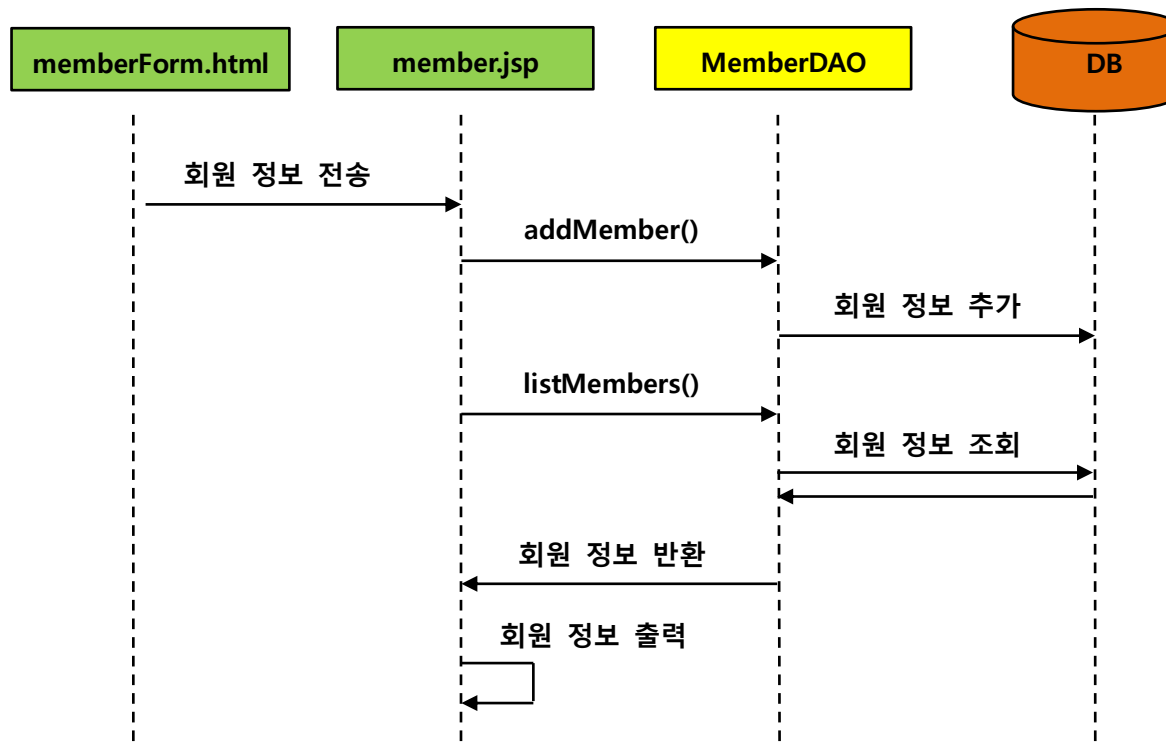 memberForm.html
member.jsp
MemberDAO
DB
회원 정보 전송
addMember()
회원 정보 추가
listMembers()
회원 정보 조회
회원 정보 반환
회원 정보 출력